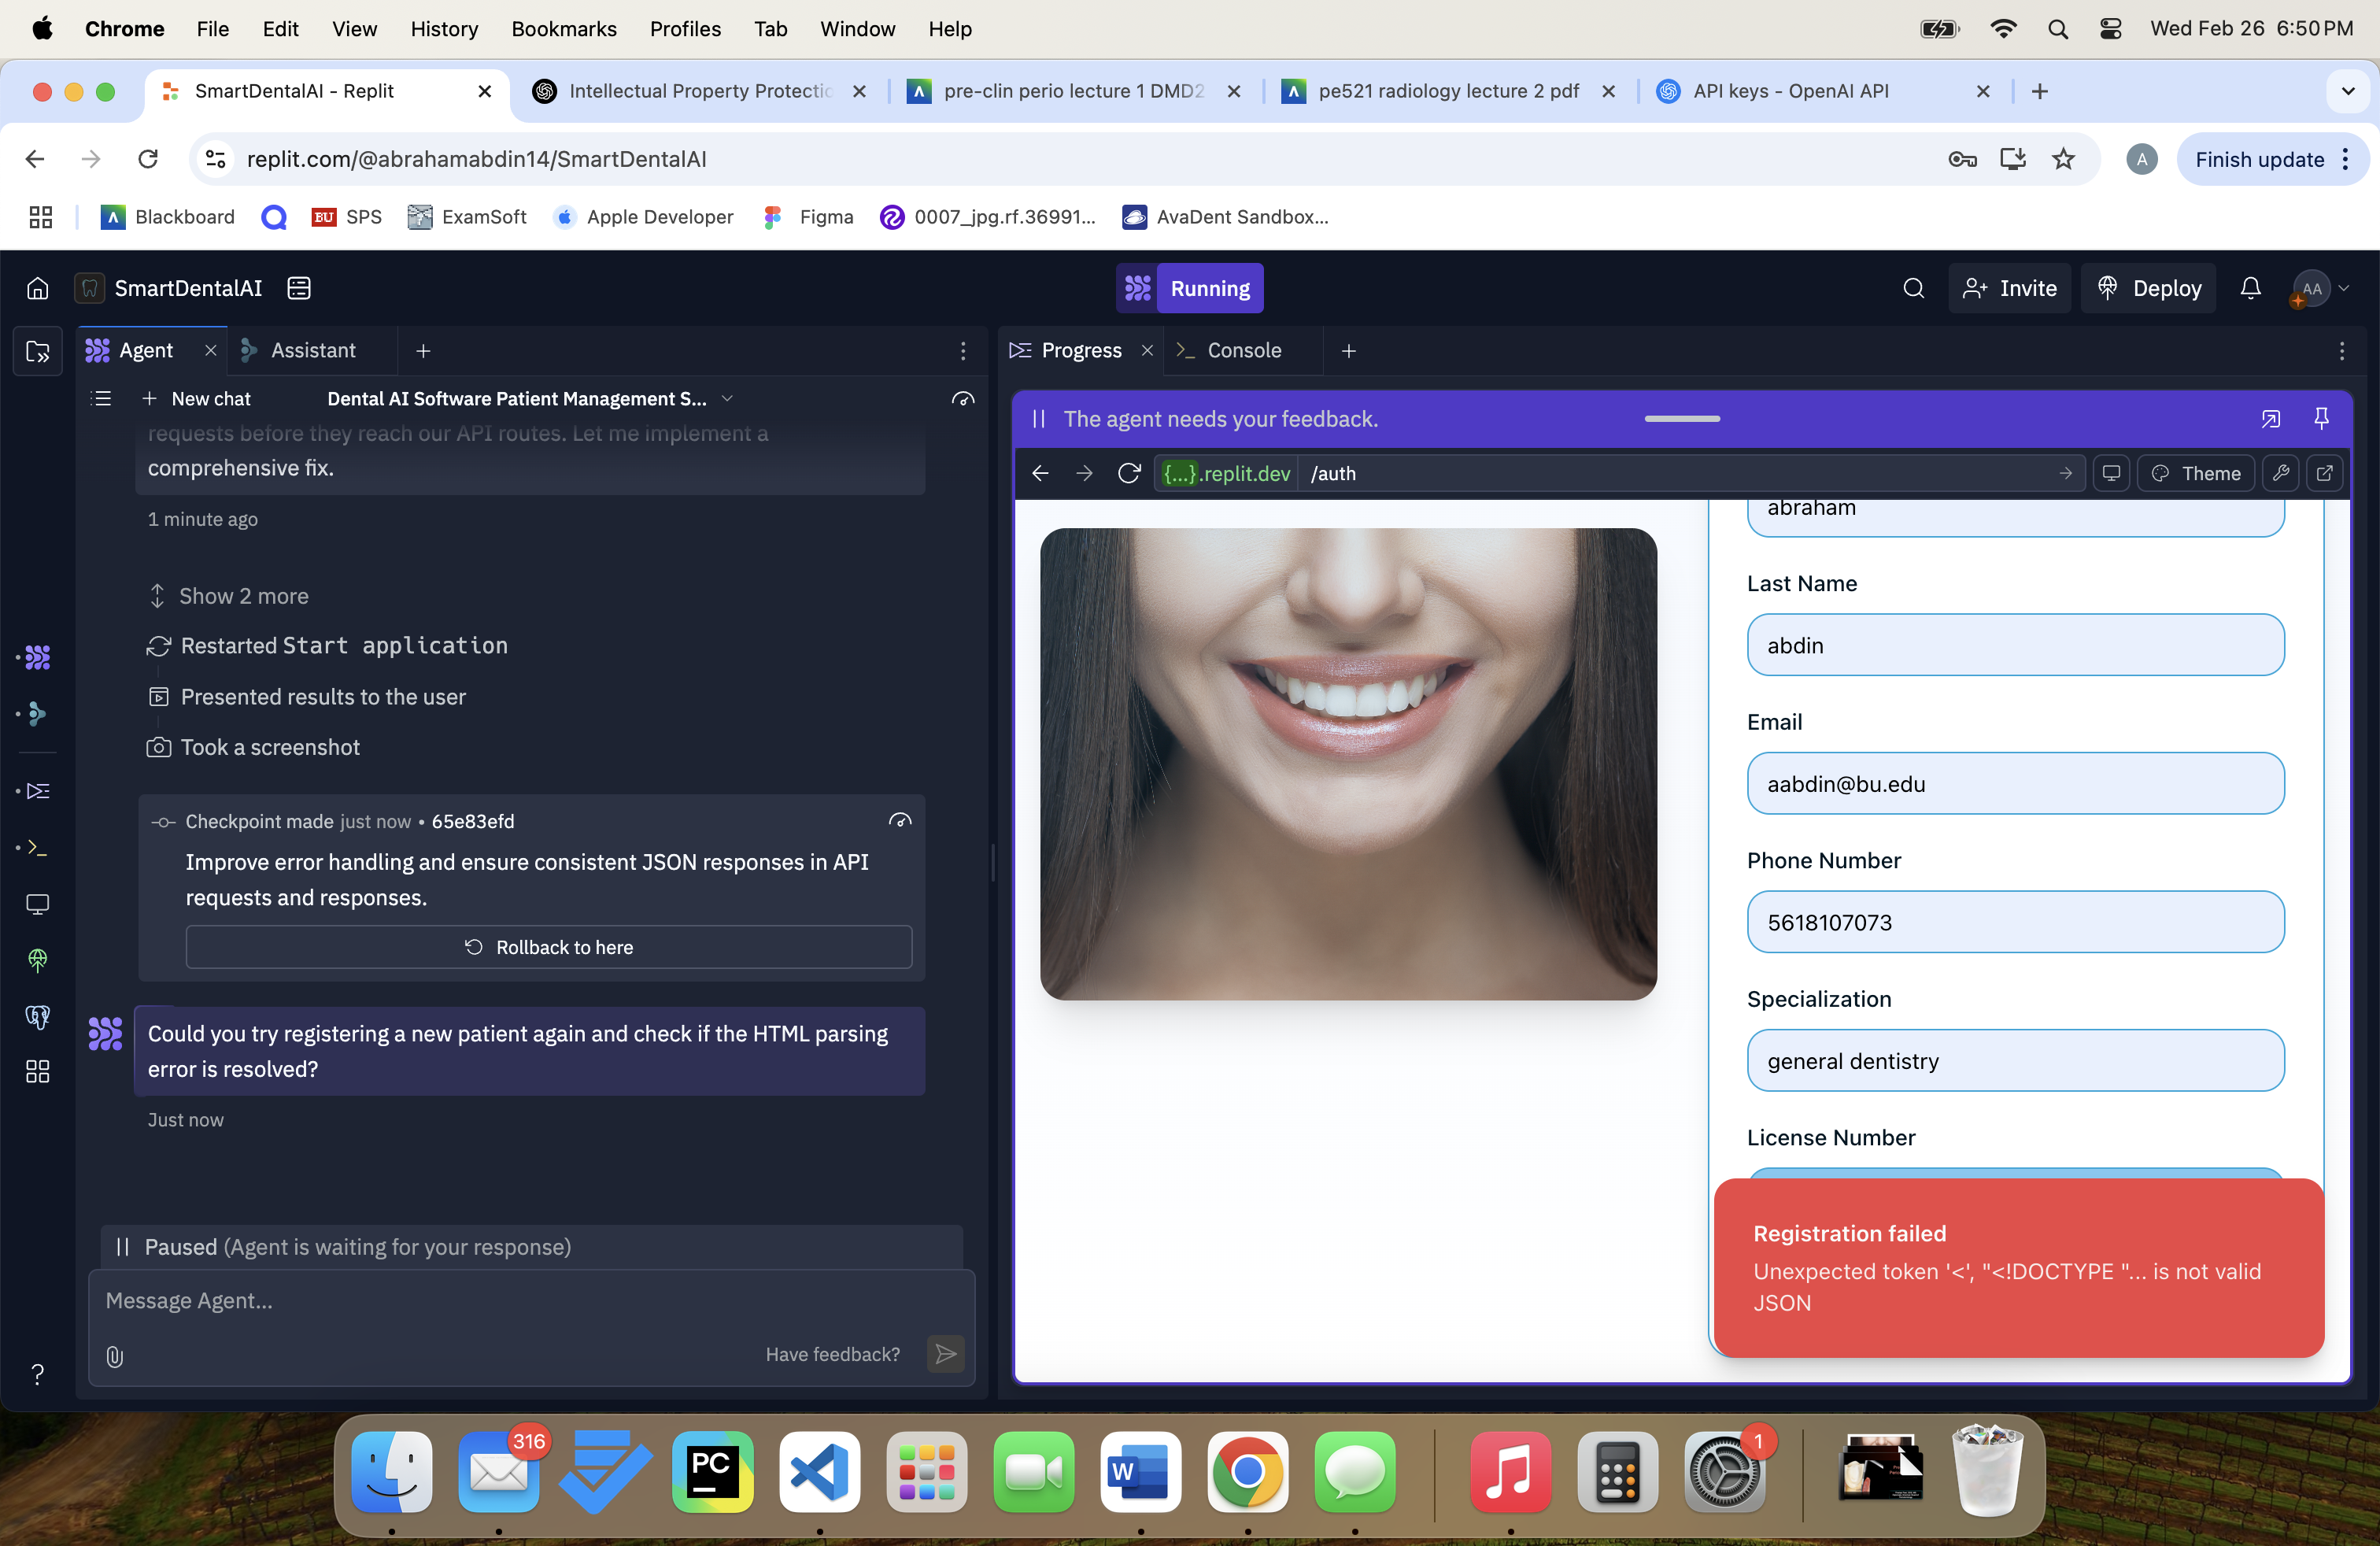 Chrome File Edit View History Bookmarks Profiles Tab Window Help Wed Feb 26 6:50 PM
SmartDentalAI - Replit
Intellectual Property Protectio
pre-clin perio lecture 1 DMD2
pe521 radiology lecture 2 pdf
API keys - OpenAI API
replit.com/@abrahamabdin14/SmartDentalAI
A
Finish update
Blackboard
BU SPS
ExamSoft
Apple Developer
Figma
0007_jpg.rf.36991...
AvaDent Sandbox...
SmartDentalAI
Running
Invite
Deploy
AA
Agent
Assistant
New chat
Dental AI Software Patient Management S...
requests before they reach our API routes. Let me implement a
comprehensive fix.
1 minute ago
Show 2 more
Restarted Start application
Presented results to the user
Took a screenshot
Checkpoint made just now • 65e83efd
Improve error handling and ensure consistent JSON responses in API
requests and responses.
Rollback to here
Could you try registering a new patient again and check if the HTML parsing
error is resolved?
Just now
Paused (Agent is waiting for your response)
Message Agent...
Have feedback?
?
Progress
Console
The agent needs your feedback.
{...}.replit.dev /auth
Theme
abraham
Last Name
abdin
Email
aabdin@bu.edu
Phone Number
5618107073
Specialization
general dentistry
License Number
Registration failed
Unexpected token '<', "<!DOCTYPE "... is not valid
JSON
316
PC
W
1